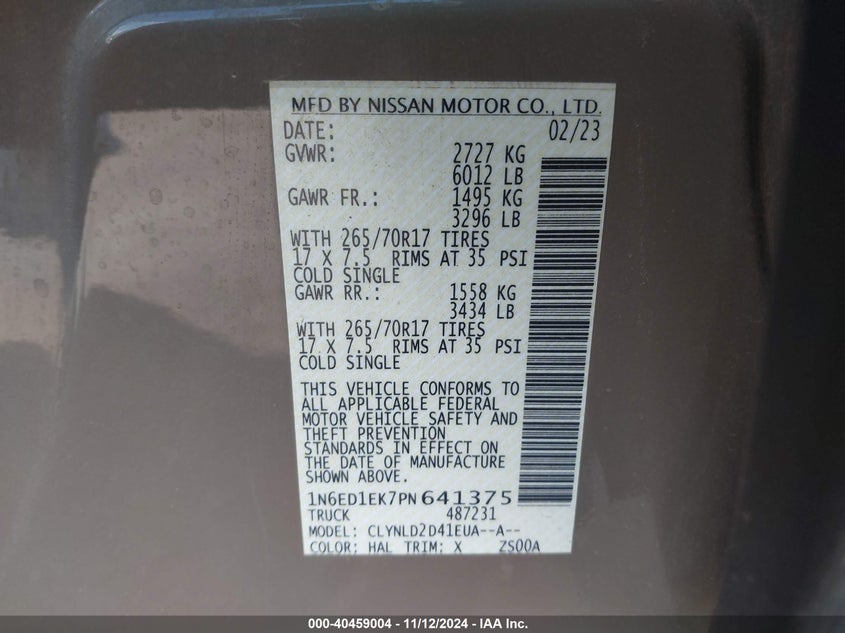 MFD BY NISSAN MOTOR CO., LTD.
DATE: 02/23
GVWR: 2727 KG
6012 LB
GAWR FR.: 1495 KG
3296 LB
WITH 265/70R17 TIRES
17 X 7.5 RIMS AT 35 PSI
COLD SINGLE
GAWR RR.: 1558 KG
3434 LB
WITH 265/70R17 TIRES
17 X 7.5 RIMS AT 35 PSI
COLD SINGLE
THIS VEHICLE CONFORMS TO
ALL APPLICABLE FEDERAL
MOTOR VEHICLE SAFETY AND
THEFT PREVENTION
STANDARDS IN EFFECT ON
THE DATE OF MANUFACTURE
SHOWN ABOVE.
1N6ED1EK7PN641375
TRUCK 487231
MODEL: CLYNLD2D41EUA--A--
COLOR: HAL TRIM: X ZS00A
000-40459004 - 11/12/2024 - IAA Inc.